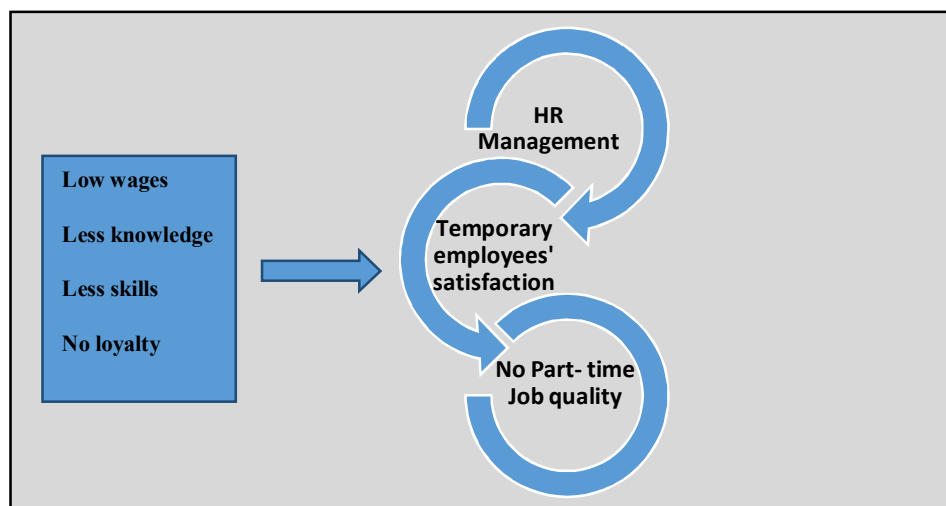 Low wages
Less knowledge
Less skills
No loyalty
HR
Management
Temporary
employees'
satisfaction
No Part- time
Job quality